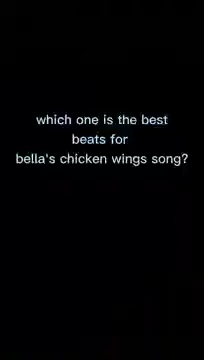 which one is the best
beats for
bella's chicken wings song?